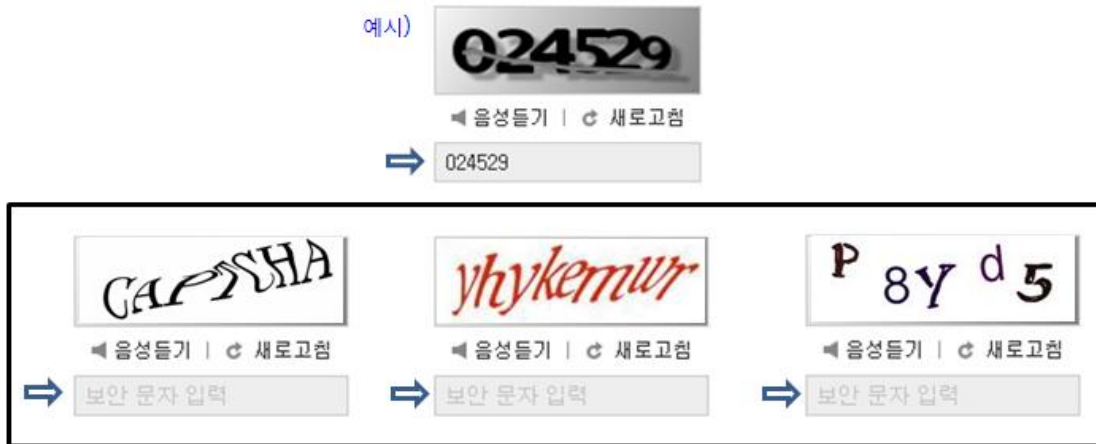 예시)
024529
음성듣기 | 새로고침
024529
CAPTCHA
음성듣기 | 새로고침
보안 문자 입력
yhykemwr
음성듣기 | 새로고침
보안 문자 입력
P 8Y d 5
음성듣기 | 새로고침
보안 문자 입력